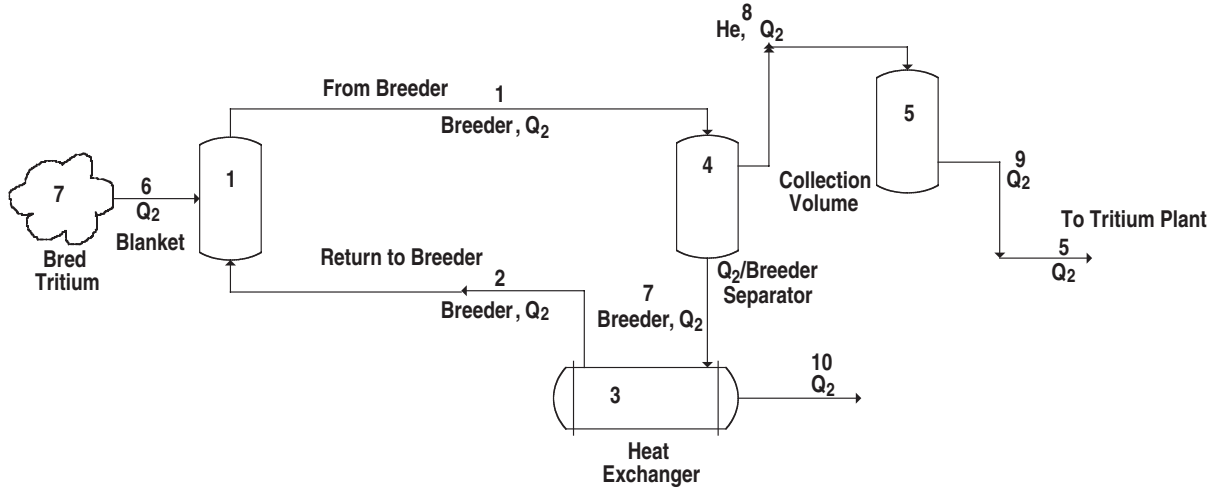 8
He, Q2
From Breeder
1
Breeder, Q2
5
4
1
9
Q2
Collection
Volume
7
6
Q2
Blanket
Bred
Tritium
To Tritium Plant
5
Q2
Return to Breeder
2
Breeder, Q2
Q2/Breeder
Separator
7
Breeder, Q2
3
10
Q2
Heat
Exchanger